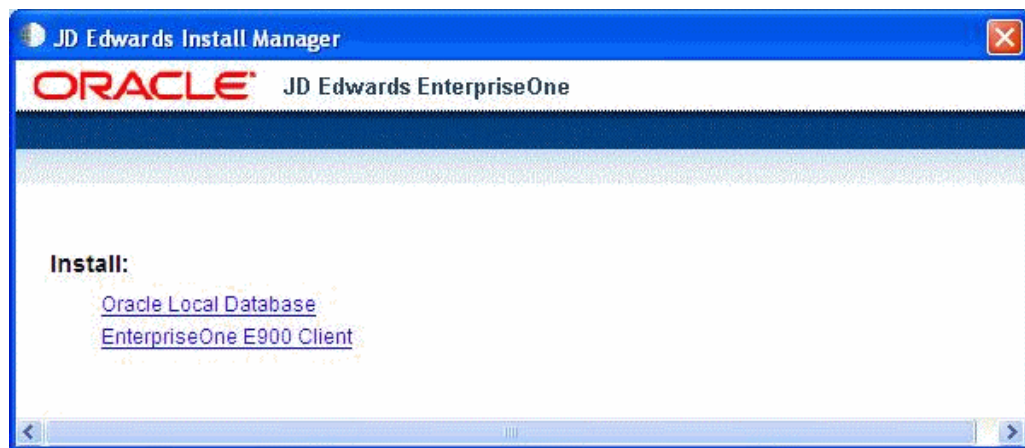 JD Edwards Install Manager
ORACLE® JD Edwards EnterpriseOne
Install:
Oracle Local Database
EnterpriseOne E900 Client